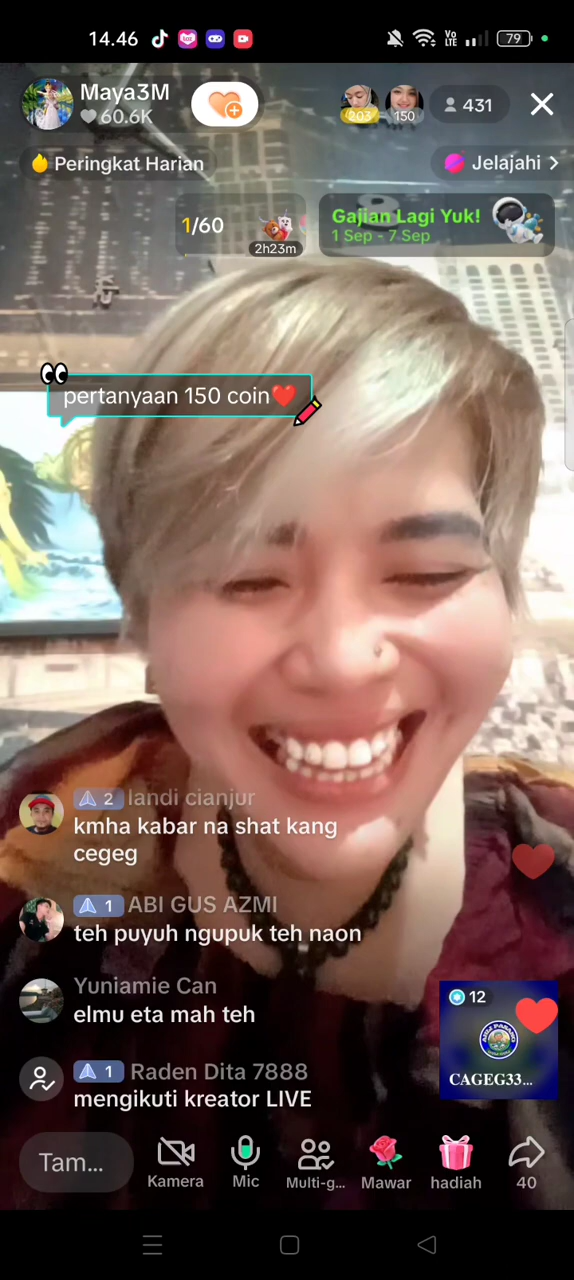 14.46
Vo LTE
79
Maya3M
60.6K
203
150
431
Peringkat Harian
Jelajahi >
1/60
2h23m
Gajian Lagi Yuk!
1 Sep - 7 Sep
pertanyaan 150 coin
2 landi cianjur
kmha kabar na shat kang
cegeg
1 ABI GUS AZMI
teh puyuh ngupuk teh naon
Yuniamie Can
elmu eta mah teh
12
CAGEG33...
1 Raden Dita 7888
mengikuti kreator LIVE
Tam...
Kamera
Mic
Multi-g...
Mawar
hadiah
40